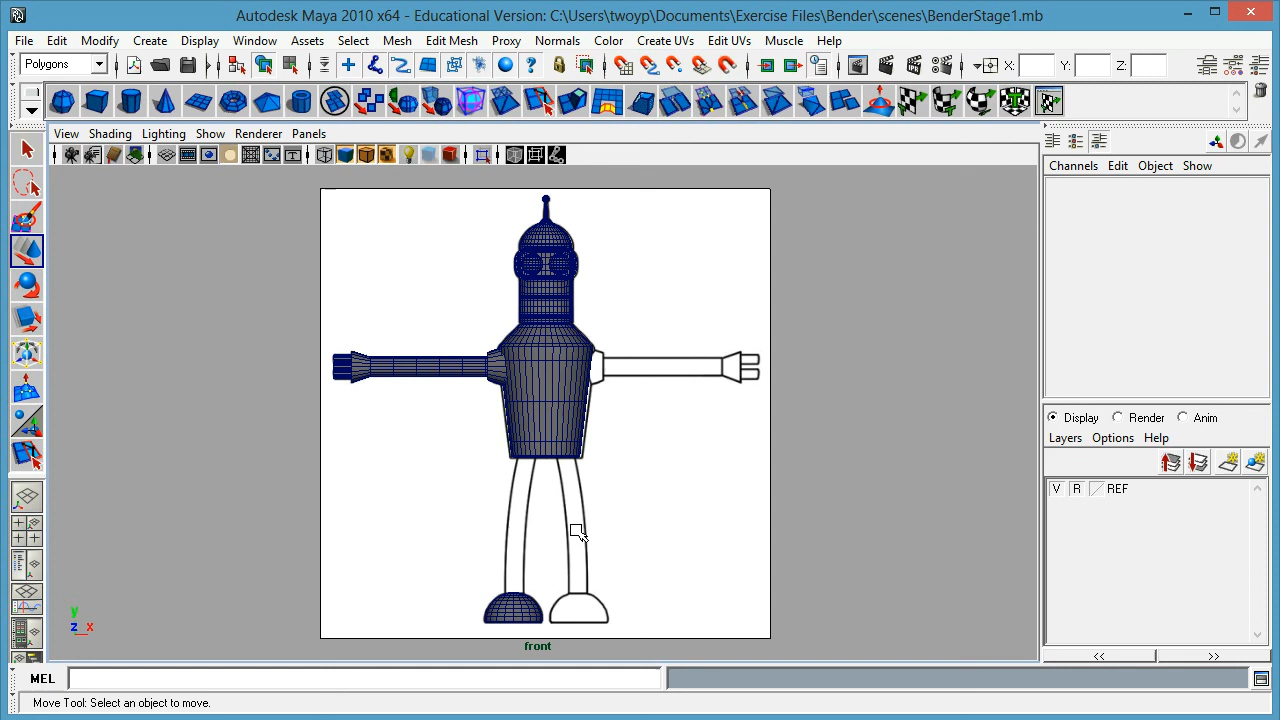 Autodesk Maya 2010 x64 - Educational Version: C:\Users\twoyp\Documents\Exercise Files\Bender\scenes\BenderStage1.mb
File Edit Modify Create Display Window Assets Select Mesh Edit Mesh Proxy Normals Color Create UVs Edit UVs Muscle Help
Polygons X: Y: Z:
View Shading Lighting Show Renderer Panels
Channels Edit Object Show
Display Render Anim
Layers Options Help
V R REF
y
z x
front
<< >>
MEL
Move Tool: Select an object to move.